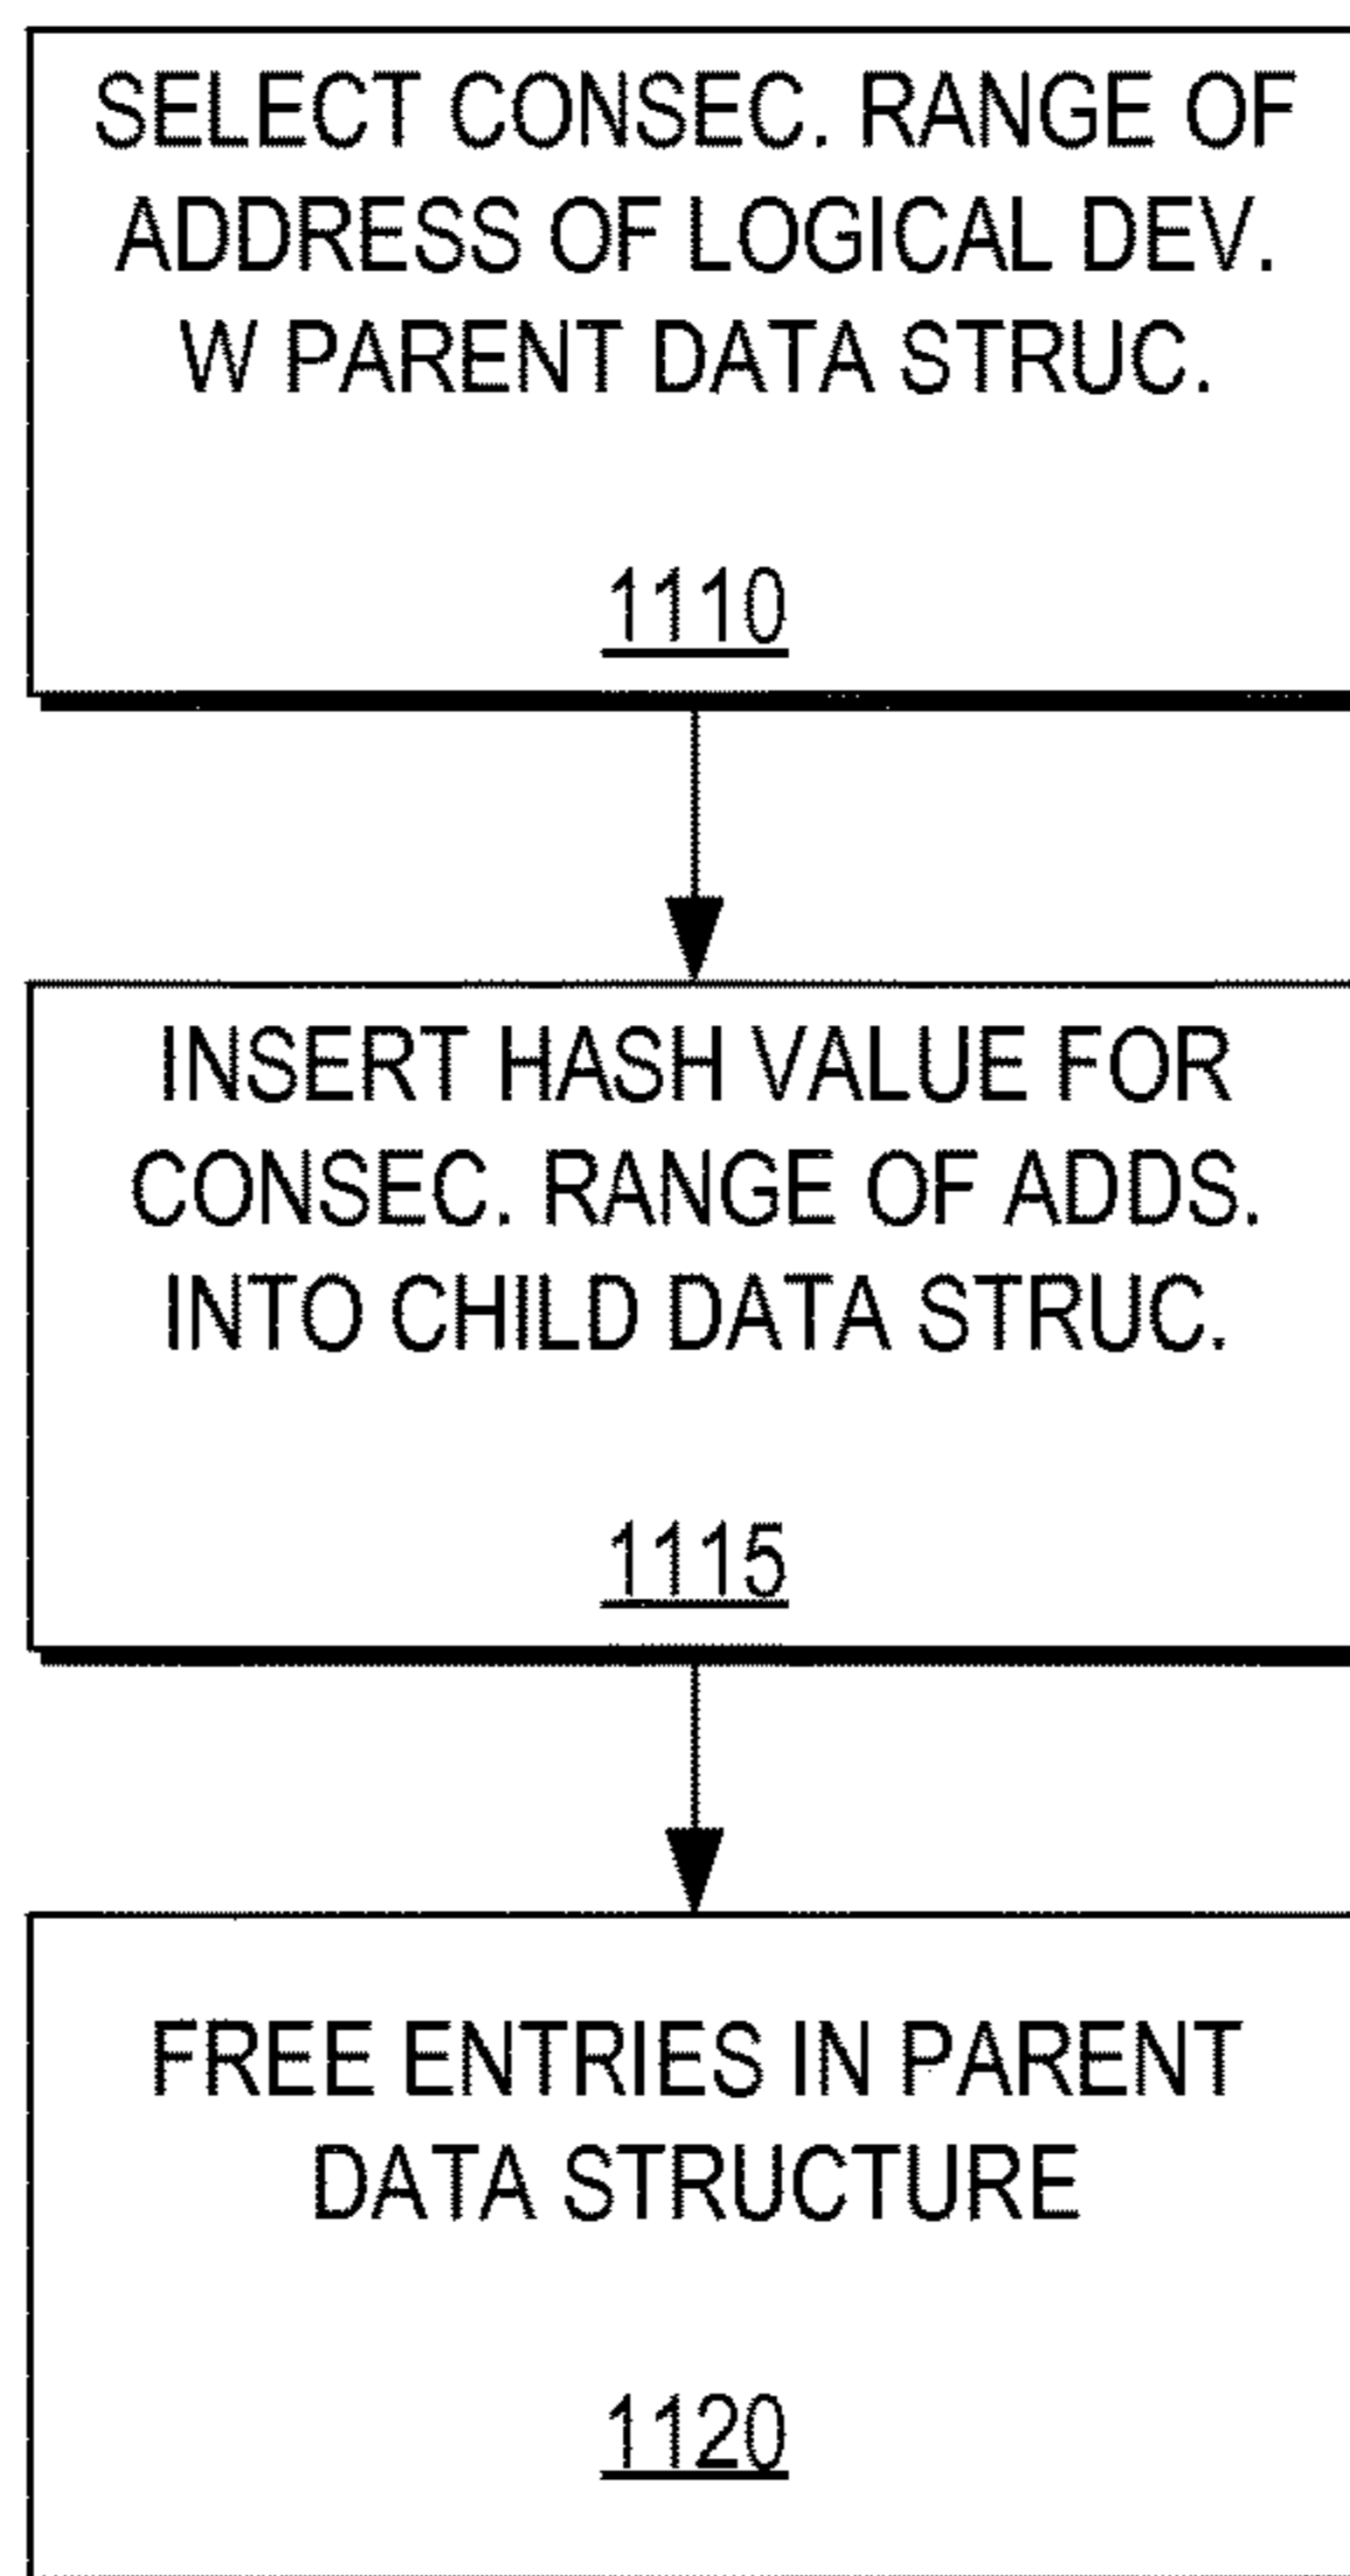 SELECT CONSEC. RANGE OF
ADDRESS OF LOGICAL DEV.
W PARENT DATA STRUC.
1110
INSERT HASH VALUE FOR
CONSEC. RANGE OF ADDS.
INTO CHILD DATA STRUC.
1115
FREE ENTRIES IN PARENT
DATA STRUCTURE
1120